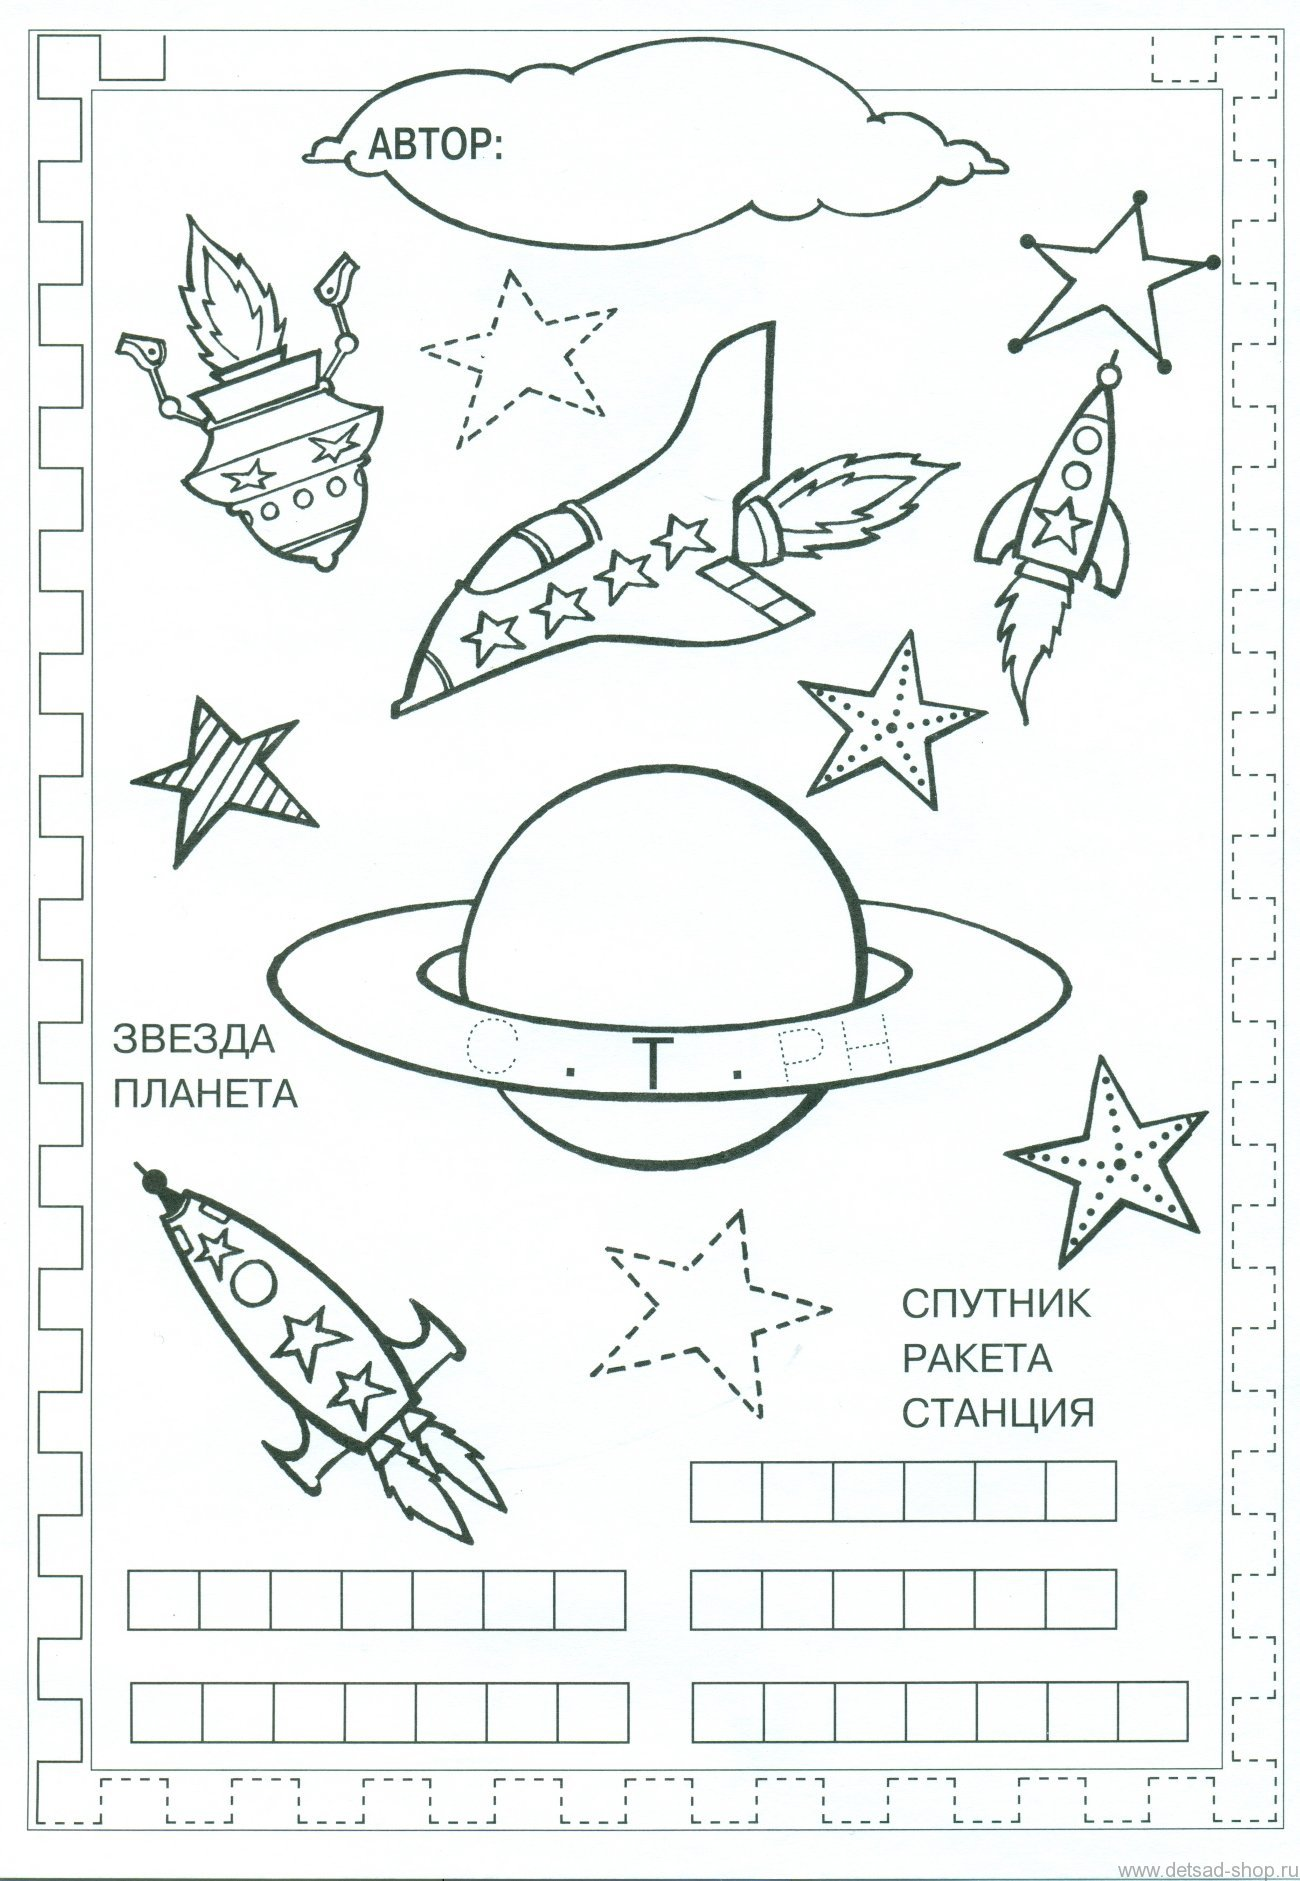 АВТОР:
С.Т.РН
ЗВЕЗДА
ПЛАНЕТА
СПУТНИК
РАКЕТА
СТАНЦИЯ
www.detsad-shop.ru